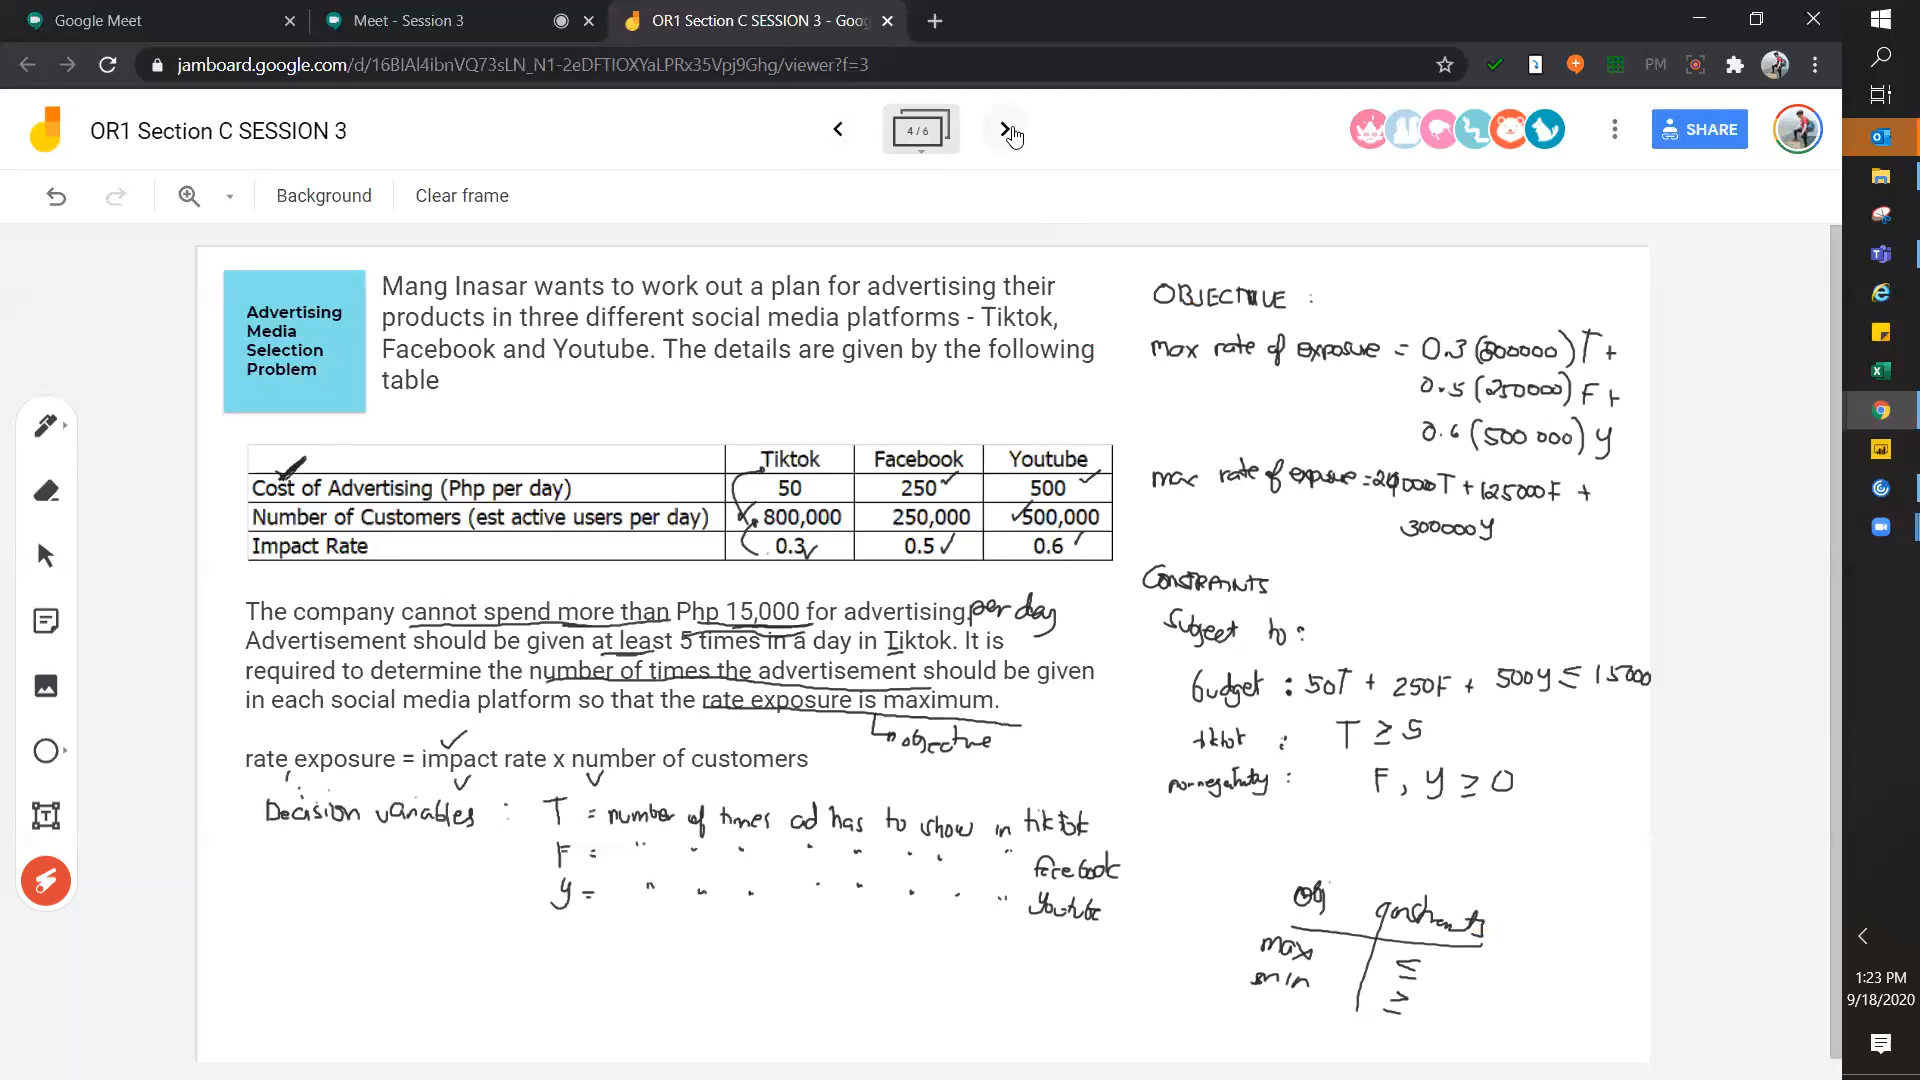 Google Meet
Meet - Session 3
OR1 Section C SESSION 3 - Goog
jamboard.google.com/d/16BIAl4ibnVQ73sLN_N1-2eDFTIOXYaLPRx35Vpj9Ghg/viewer?f=3
PM
OR1 Section C SESSION 3
4 / 6
SHARE
Background
Clear frame
Advertising
Media
Selection
Problem
Mang Inasar wants to work out a plan for advertising their
products in three different social media platforms - Tiktok,
Facebook and Youtube. The details are given by the following
table
Tiktok Facebook Youtube
Cost of Advertising (Php per day) 50 250 500
Number of Customers (est active users per day) 800,000 250,000 500,000
Impact Rate 0.3 0.5 0.6
The company cannot spend more than Php 15,000 for advertising per day
Advertisement should be given at least 5 times in a day in Tiktok. It is
required to determine the number of times the advertisement should be given
in each social media platform so that the rate exposure is maximum.
objective
rate exposure = impact rate x number of customers
Decision variables : T = number of times ad has to show in tiktok
F = " " " " " " " " facebook
y = " " " " " " " " Youtube
OBJECTIVE :
max rate of exposure = 0.3 (800000) T +
0.5 (250000) F +
0.6 (500 000) y
max rate of exposure = 240000T + 125000F +
300000y
CONSTRAINTS
Subject to :
budget : 50T + 250F + 500y ≤ 15000
tiktok : T ≥ 5
nonnegativity : F, y ≥ 0
Obj constraints
max ≤
min ≥
1:23 PM
9/18/2020